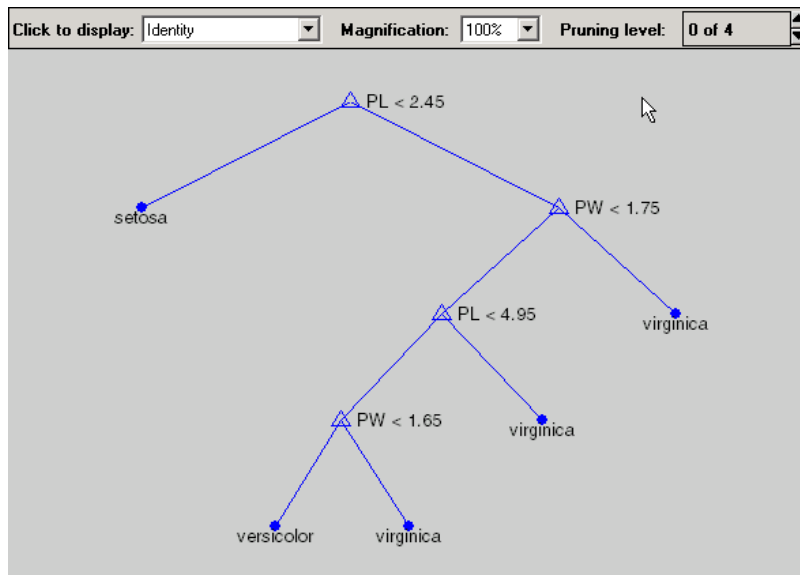 Click to display: Identity Magnification: 100% Pruning level: 0 of 4
PL < 2.45
setosa
PW < 1.75
PL < 4.95
virginica
PW < 1.65
virginica
versicolor
virginica